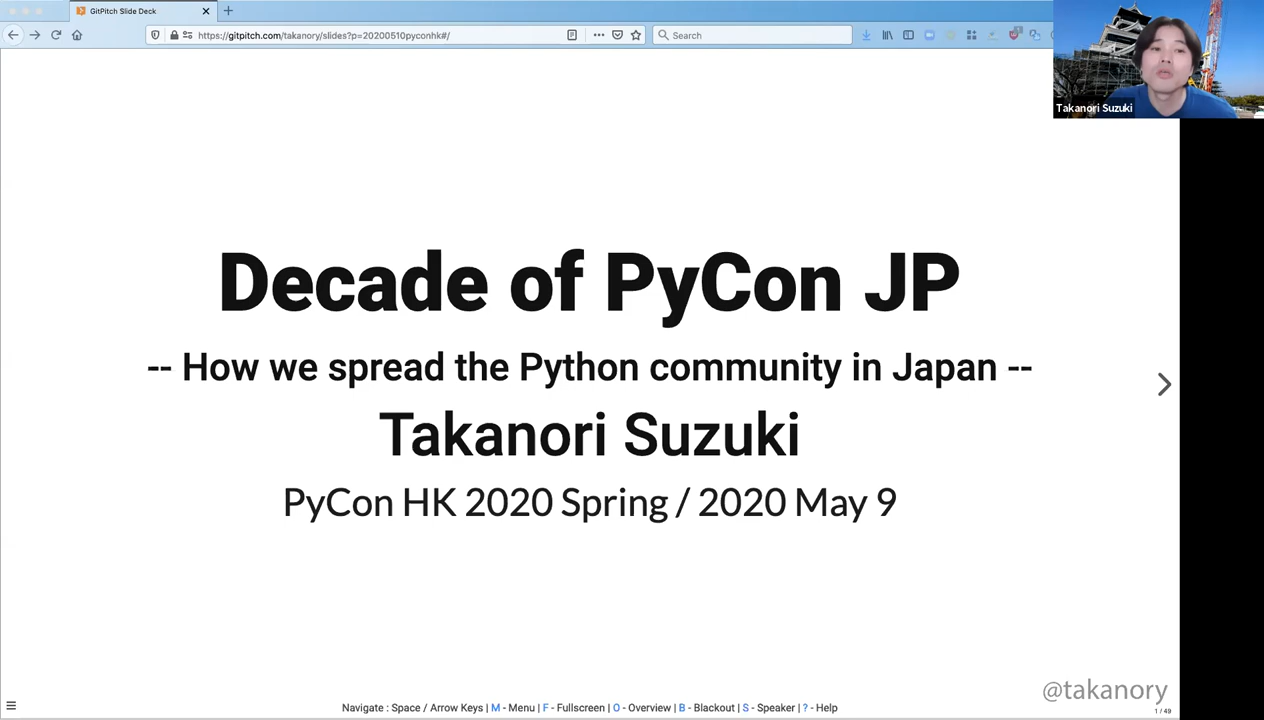 GitPitch Slide Deck
https://gitpitch.com/takanory/slides?p=20200510pyconhk#/
Search
Takanori Suzuki
Decade of PyCon JP
-- How we spread the Python community in Japan --
Takanori Suzuki
PyCon HK 2020 Spring / 2020 May 9
@takanory
Navigate : Space / Arrow Keys | M - Menu | F - Fullscreen | O - Overview | B - Blackout | S - Speaker | ? - Help
1 / 49